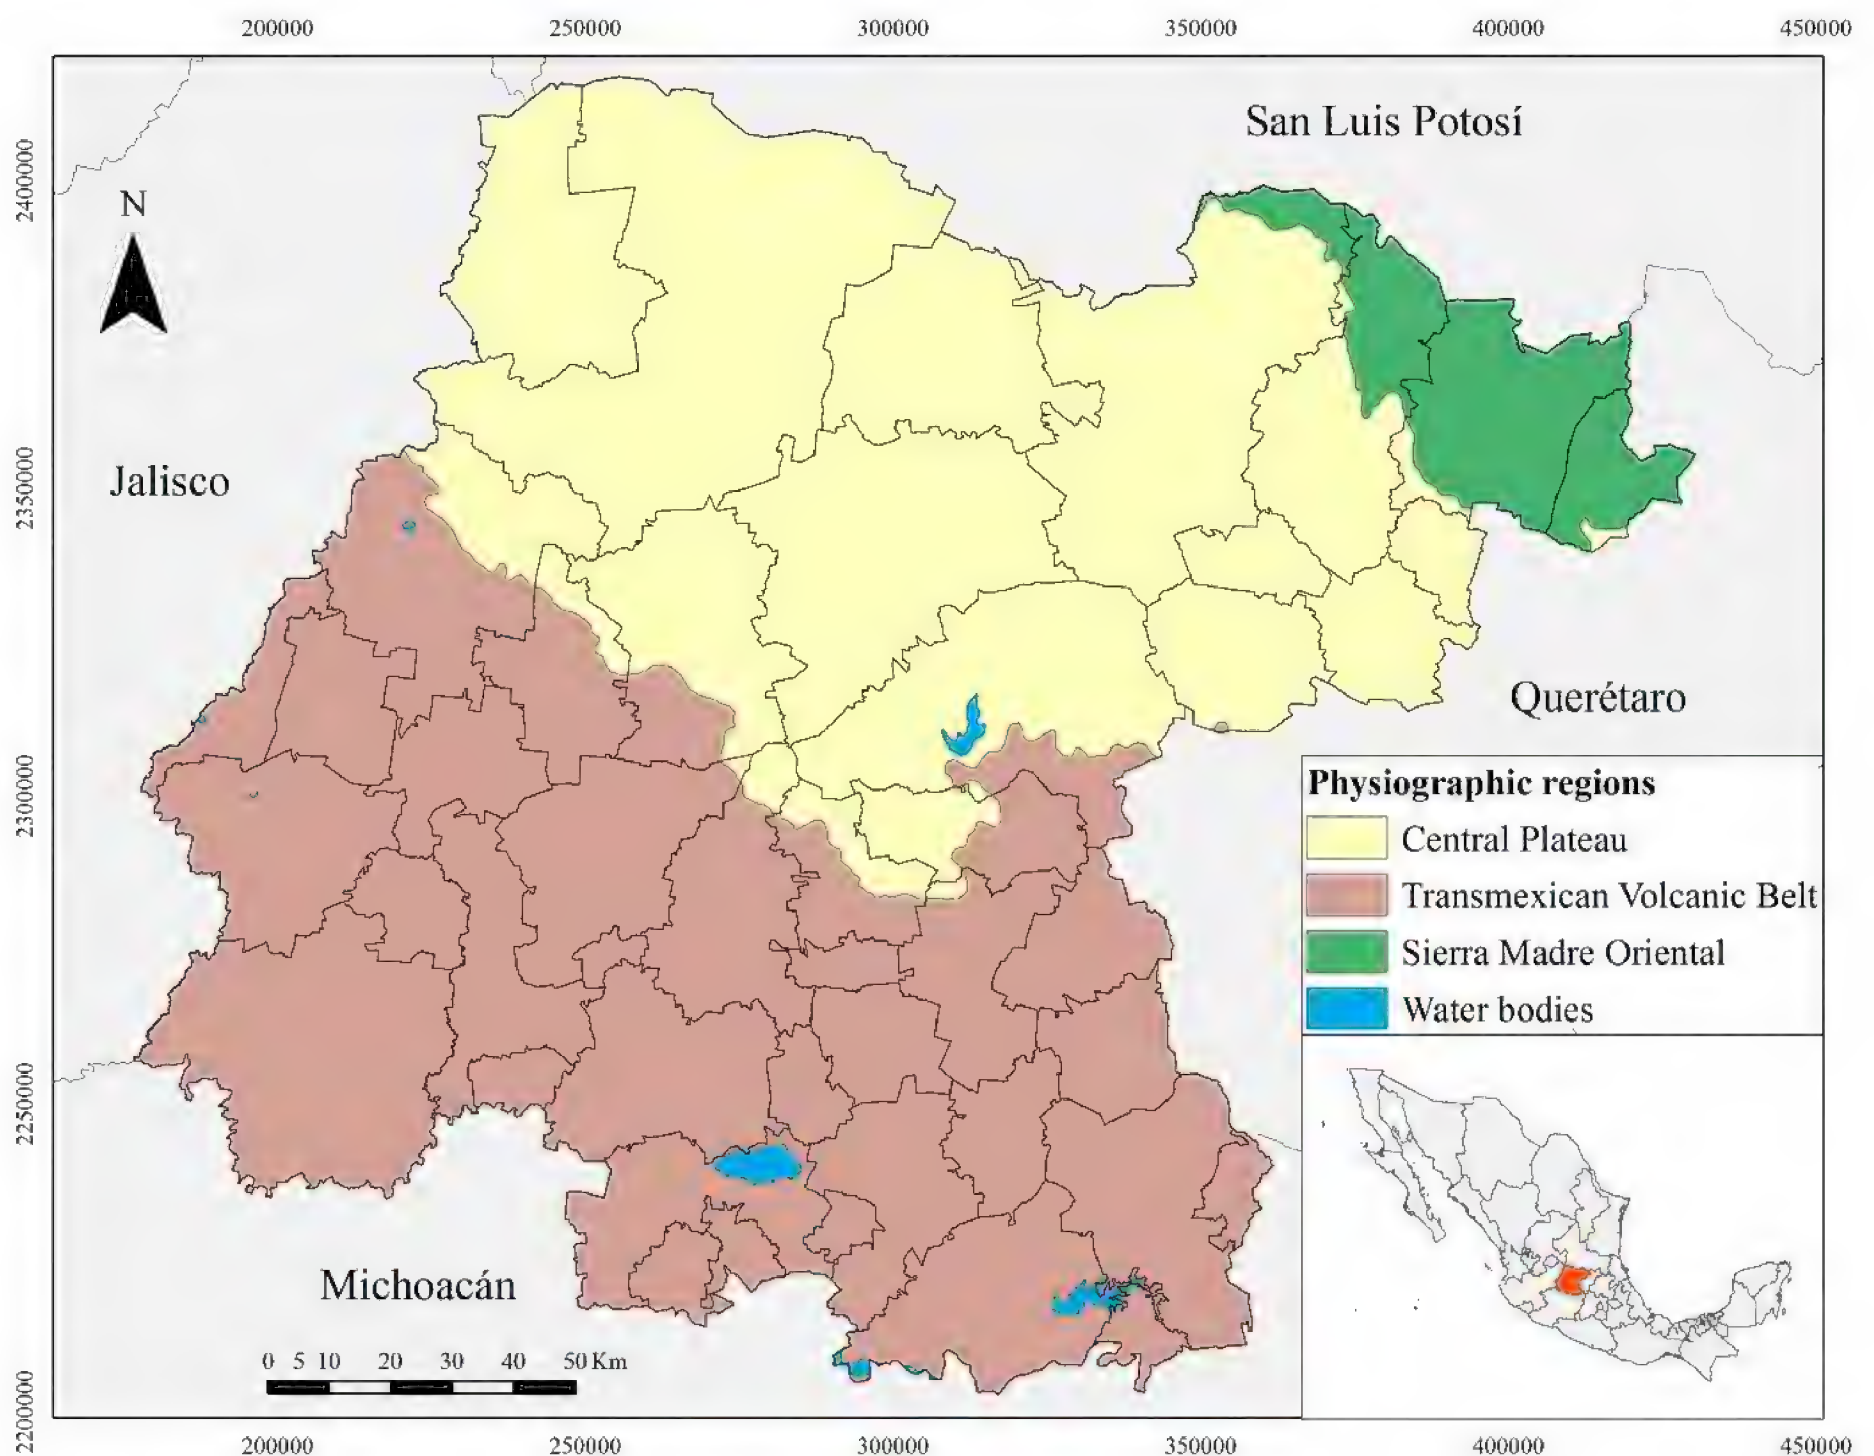 200000 250000 300000 350000 400000 450000
San Luis Potosí
2400000
N
Jalisco
2350000
Querétaro
2300000
Physiographic regions
Central Plateau
Transmexican Volcanic Belt
Sierra Madre Oriental
Water bodies
2250000
Michoacán
0 5 10 20 30 40 50 Km
2200000
200000 250000 300000 350000 400000 450000